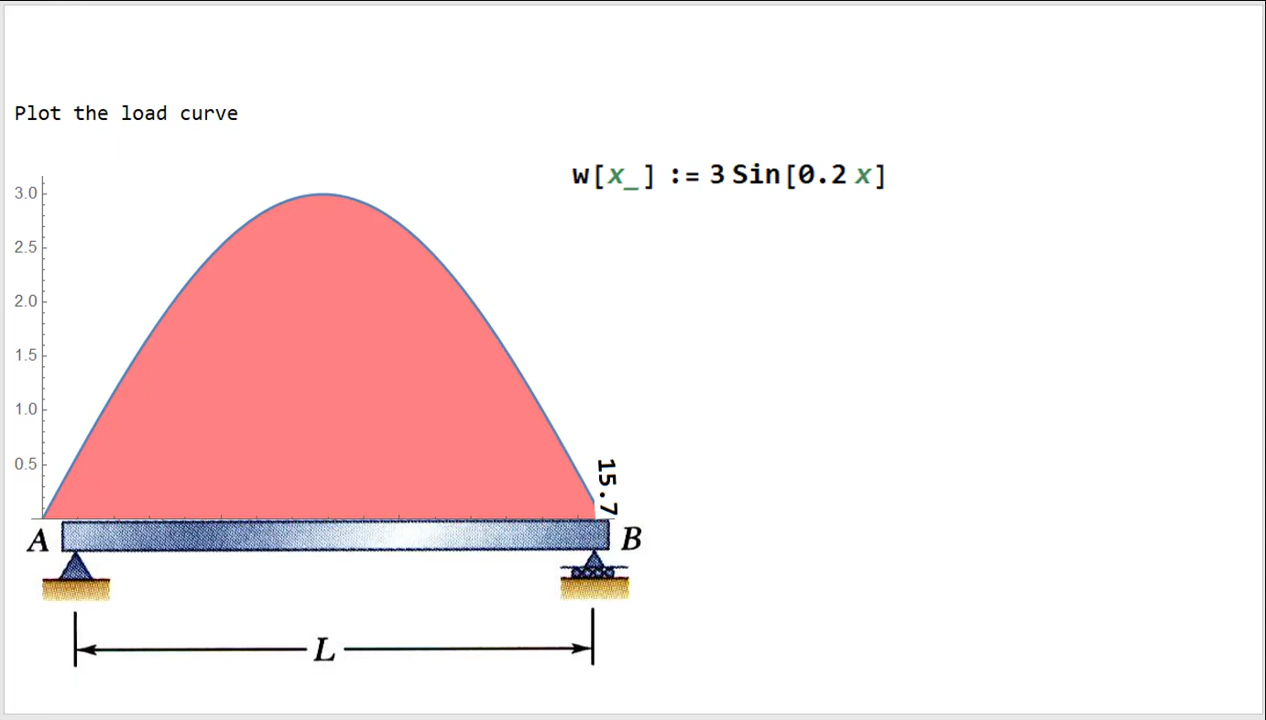 Plot the load curve
w[x_] := 3 Sin[0.2 x]
3.0
2.5
2.0
1.5
1.0
0.5
15.7
A
B
L